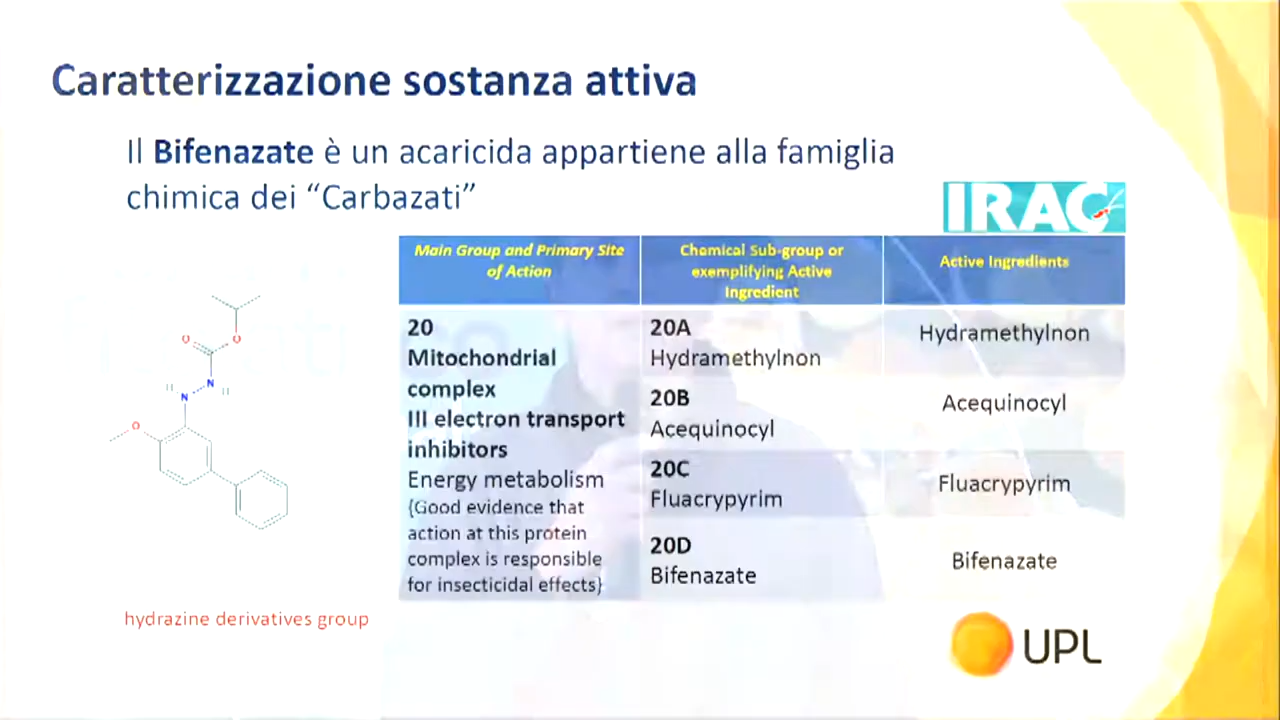 Caratterizzazione sostanza attiva
Il Bifenazate è un acaricida appartiene alla famiglia
chimica dei “Carbazati”
IRAC
Main Group and Primary Site
of Action
Chemical Sub-group or
exemplifying Active
Ingredient
Active Ingredients
20
Mitochondrial
complex
III electron transport
inhibitors
Energy metabolism
{Good evidence that
action at this protein
complex is responsible
for insecticidal effects}
20A
Hydramethylnon
Hydramethylnon
20B
Acequinocyl
Acequinocyl
20C
Fluacrypyrim
Fluacrypyrim
20D
Bifenazate
Bifenazate
O
O
H
N
N
H
O
hydrazine derivatives group
UPL